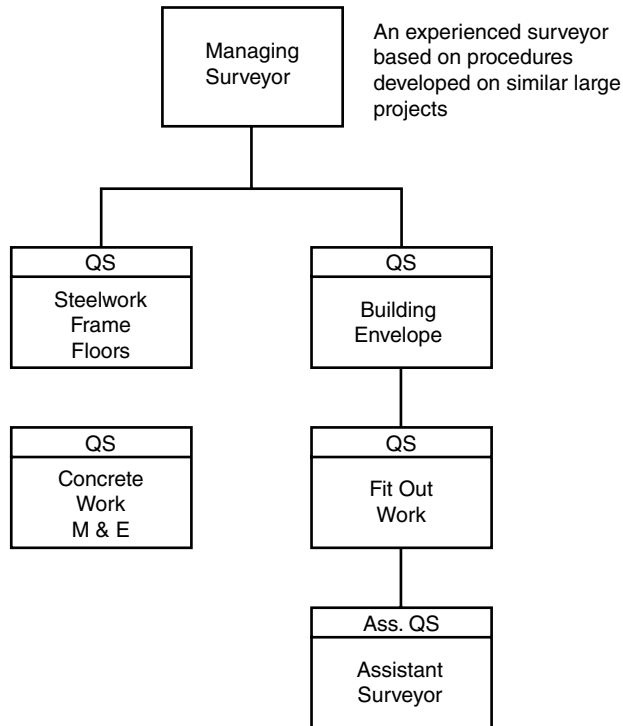 Managing
Surveyor
An experienced surveyor
based on procedures
developed on similar large
projects
QS
Steelwork
Frame
Floors
QS
Building
Envelope
QS
Concrete
Work
M & E
QS
Fit Out
Work
Ass. QS
Assistant
Surveyor